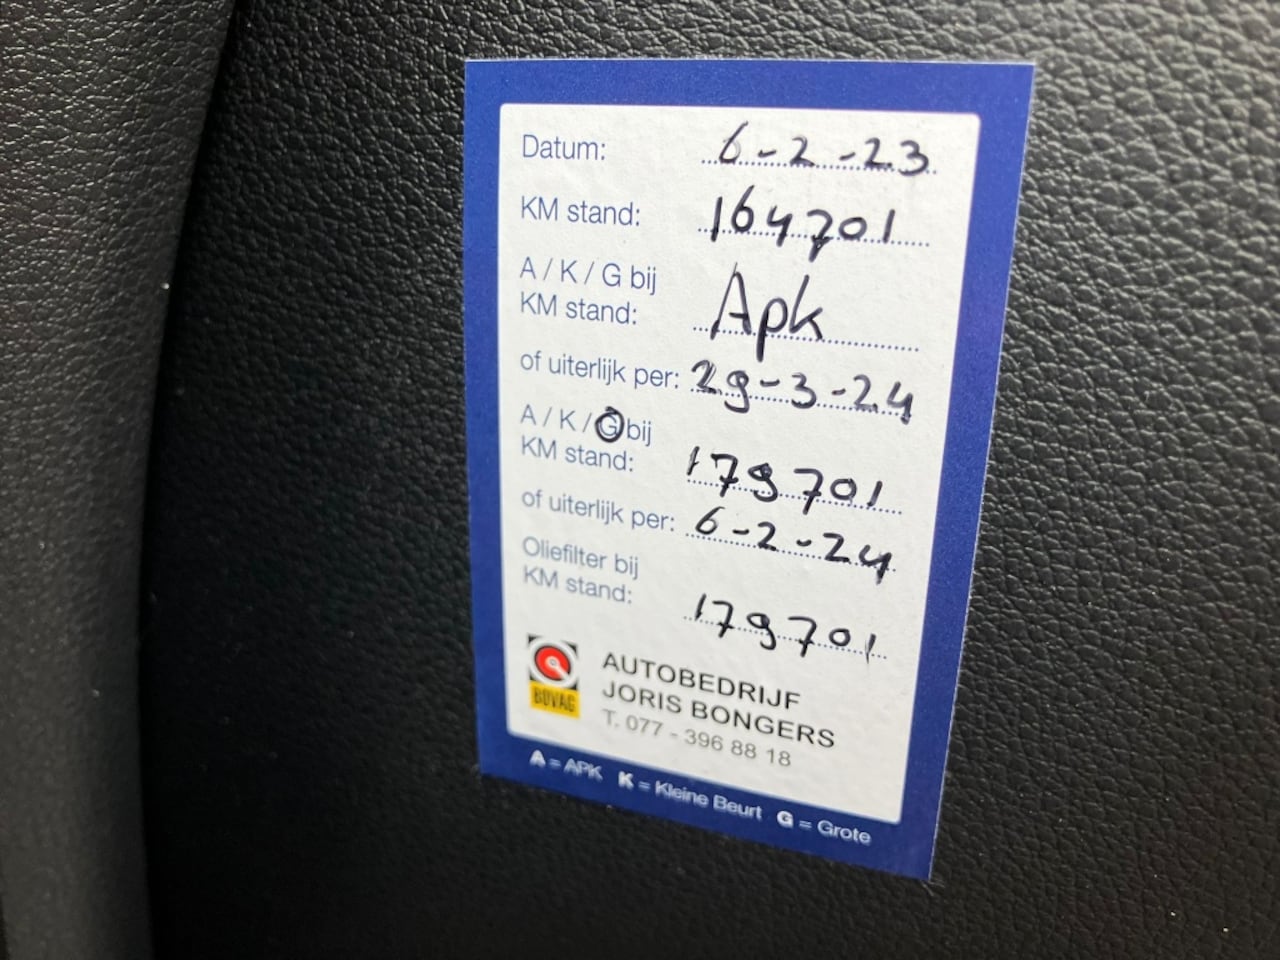 Datum: 6-2-23
KM stand: 164701
A / K / G bij
KM stand: Apk
of uiterlijk per: 29-3-24
A / K / G bij
KM stand: 179701
of uiterlijk per: 6-2-24
Oliefilter bij
KM stand: 179701
BOVAG
AUTOBEDRIJF
JORIS BONGERS
T. 077 - 396 88 18
A = APK K = Kleine Beurt G = Grote